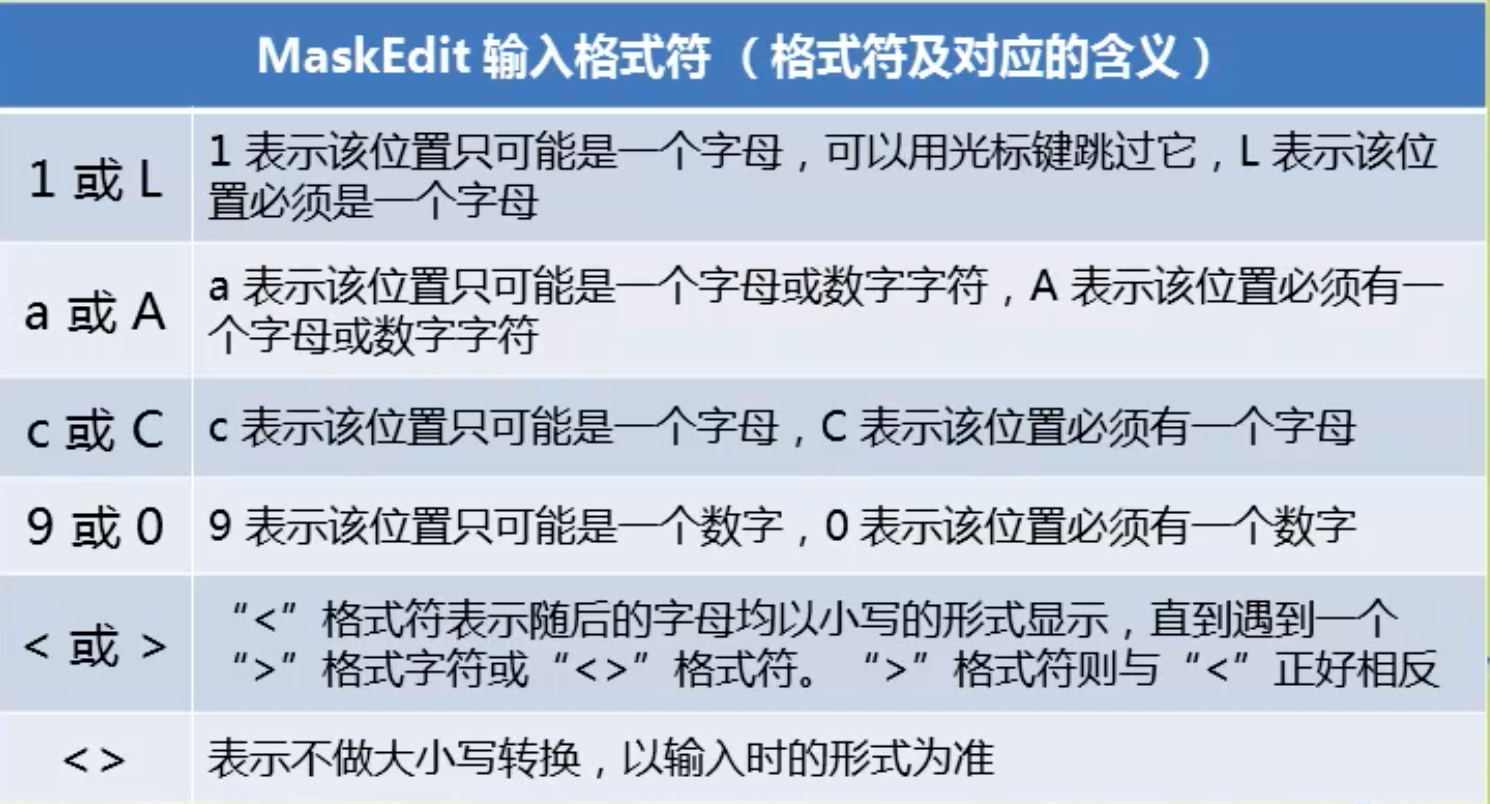 MaskEdit 输入格式符 （ 格式符及对应的含义 ）
1 或 L
1 表示该位置只可能是一个字母，可以用光标键跳过它，L 表示该位
置必须是一个字母
a 或 A
a 表示该位置只可能是一个字母或数字字符，A 表示该位置必须有一
个字母或数字字符
c 或 C
c 表示该位置只可能是一个字母，C 表示该位置必须有一个字母
9 或 0
9 表示该位置只可能是一个数字，0 表示该位置必须有一个数字
< 或 >
“<”格式符表示随后的字母均以小写的形式显示，直到遇到一个
“>”格式字符或“<>”格式符。“>”格式符则与“<”正好相反
<>
表示不做大小写转换，以输入时的形式为准